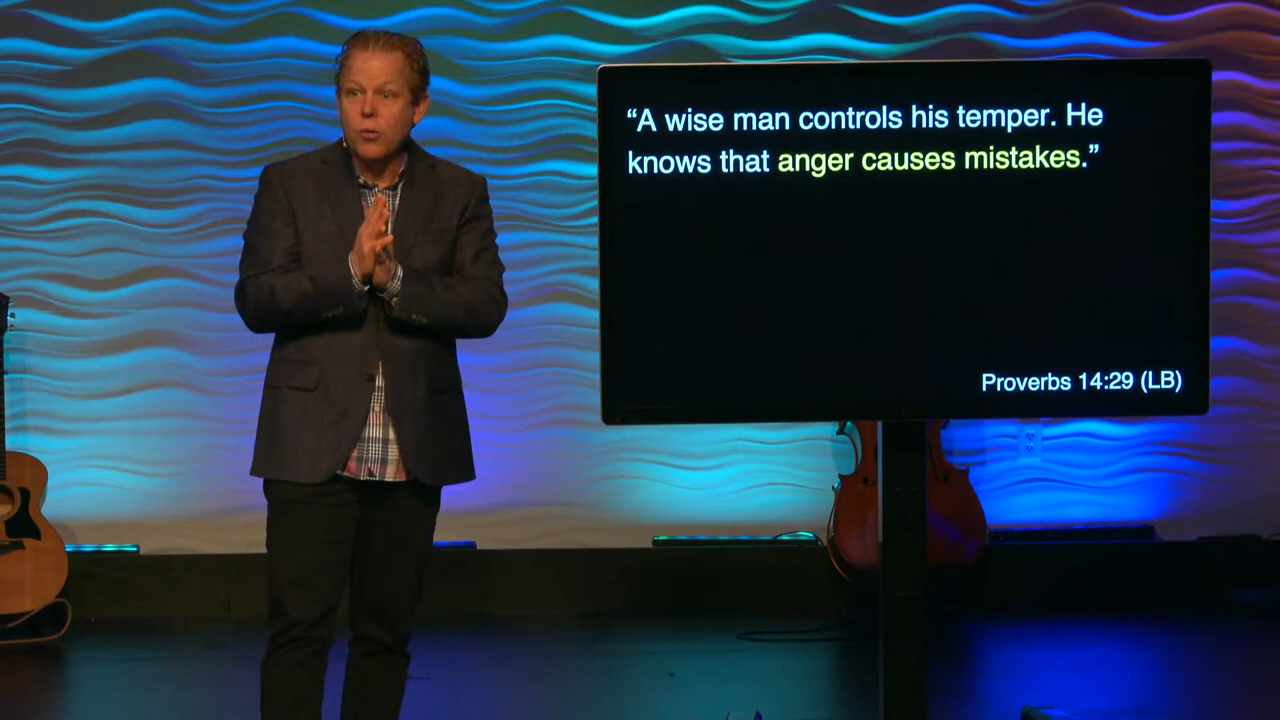 “A wise man controls his temper. He
knows that anger causes mistakes.”
Proverbs 14:29 (LB)